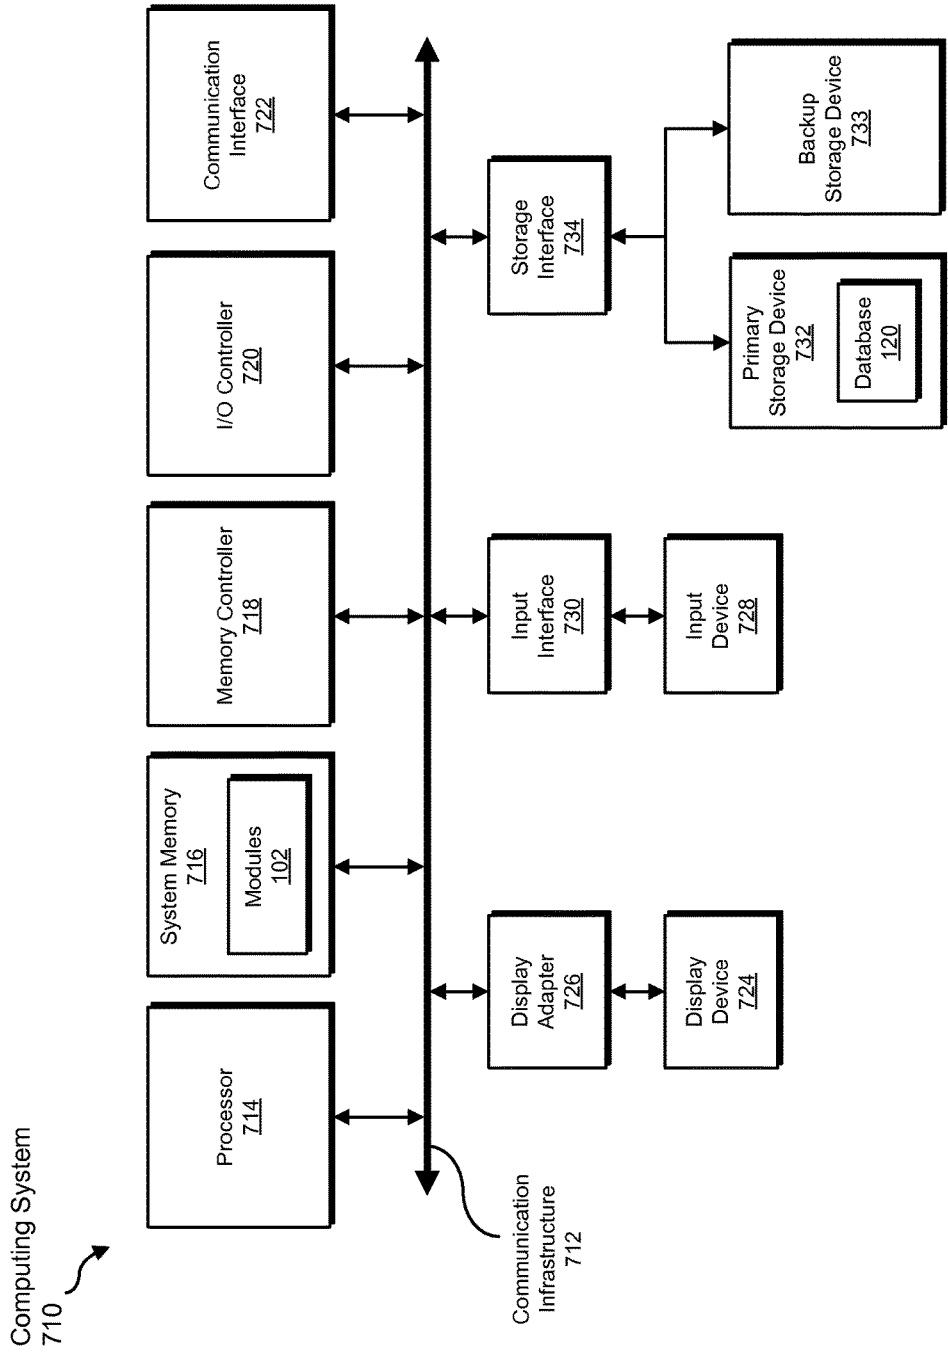 Computing System
710
Processor
714
System Memory
716
Modules
102
Memory Controller
718
I/O Controller
720
Communication
Interface
722
Communication
Infrastructure
712
Display
Adapter
726
Input
Interface
730
Storage
Interface
734
Display
Device
724
Input
Device
728
Primary
Storage Device
732
Database
120
Backup
Storage Device
733